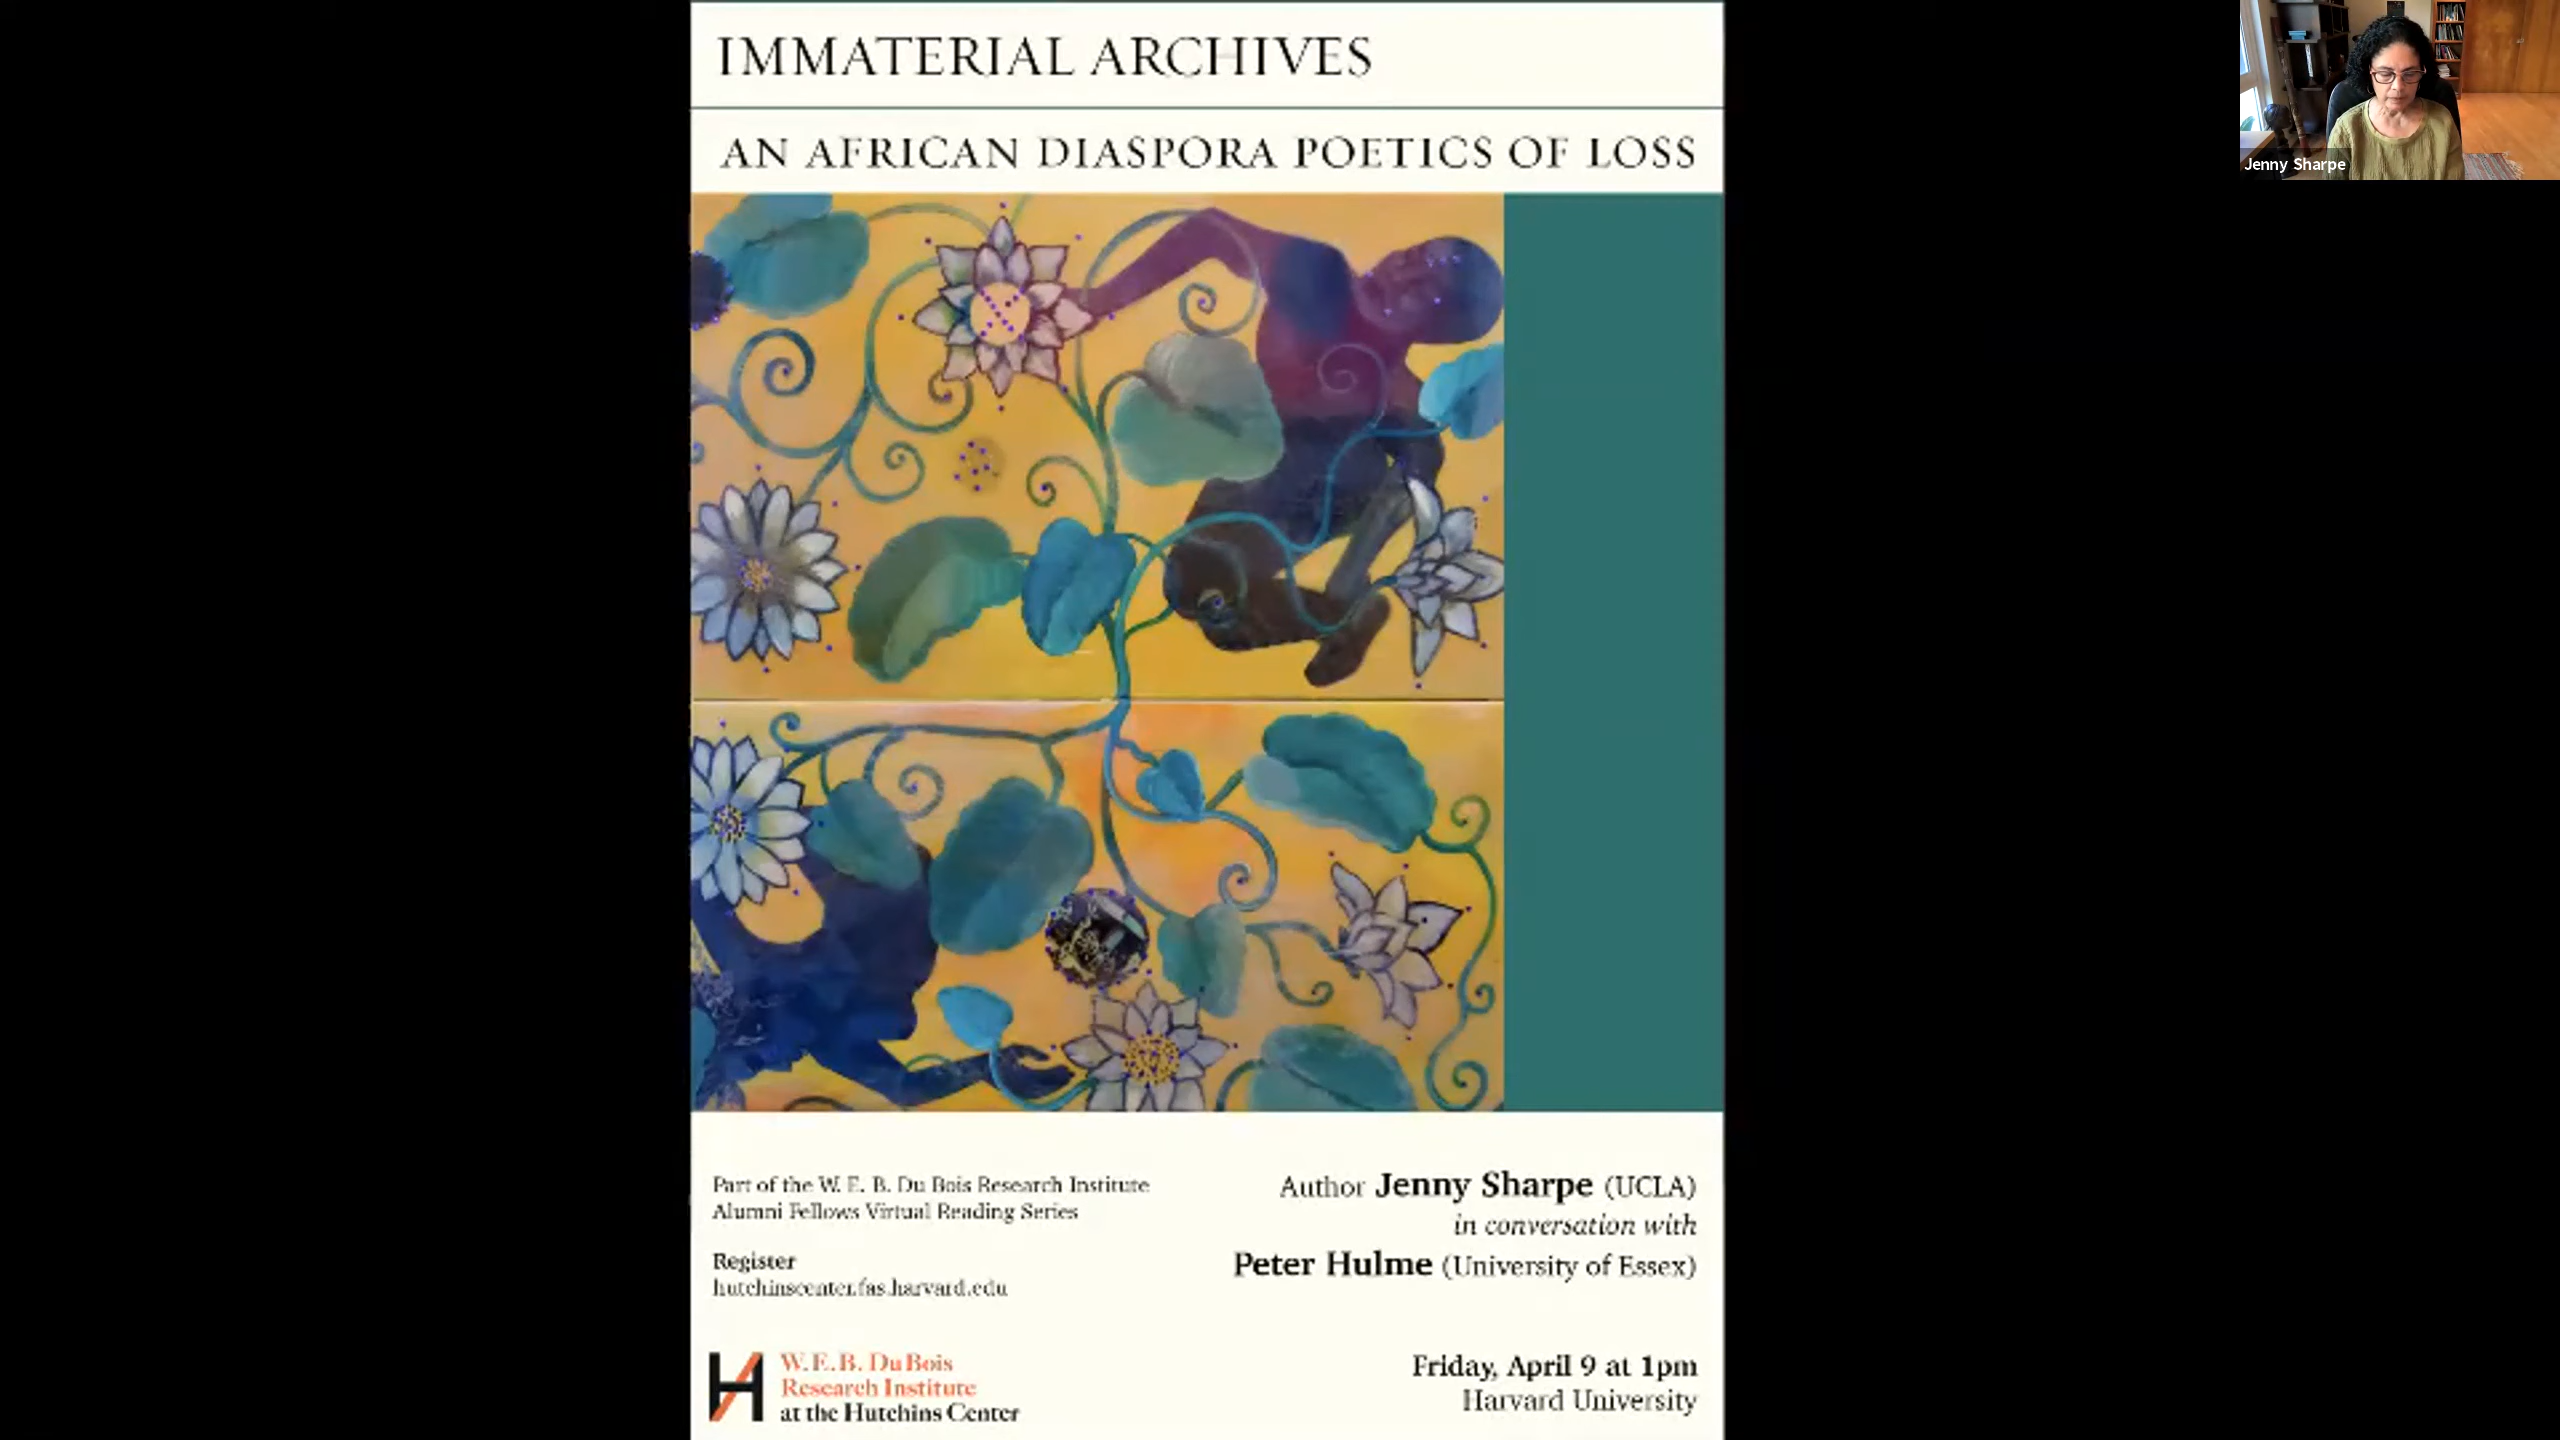 IMMATERIAL ARCHIVES
AN AFRICAN DIASPORA POETICS OF LOSS
Jenny Sharpe
Part of the W. E. B. Du Bois Research Institute
Alumni Fellows Virtual Reading Series
Register
hutchinscenter.fas.harvard.edu
Author Jenny Sharpe (UCLA)
in conversation with
Peter Hulme (University of Essex)
W.E.B. Du Bois
Research Institute
at the Hutchins Center
Friday, April 9 at 1pm
Harvard University